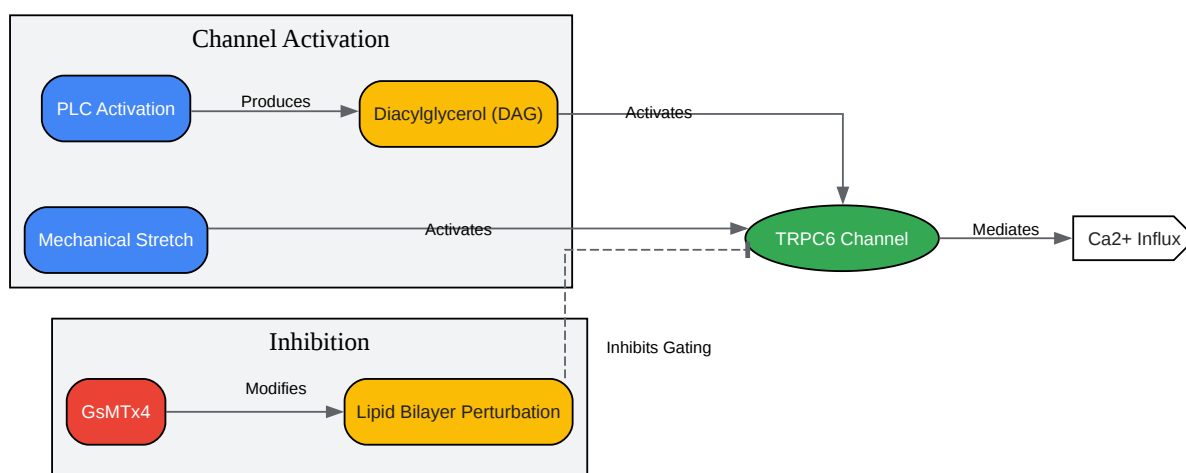 Channel Activation
PLC Activation
Produces
Diacylglycerol (DAG)
Activates
Mechanical Stretch
Activates
TRPC6 Channel
Mediates
Ca2+ Influx
Inhibition
Inhibits Gating
GsMTx4
Modifies
Lipid Bilayer Perturbation